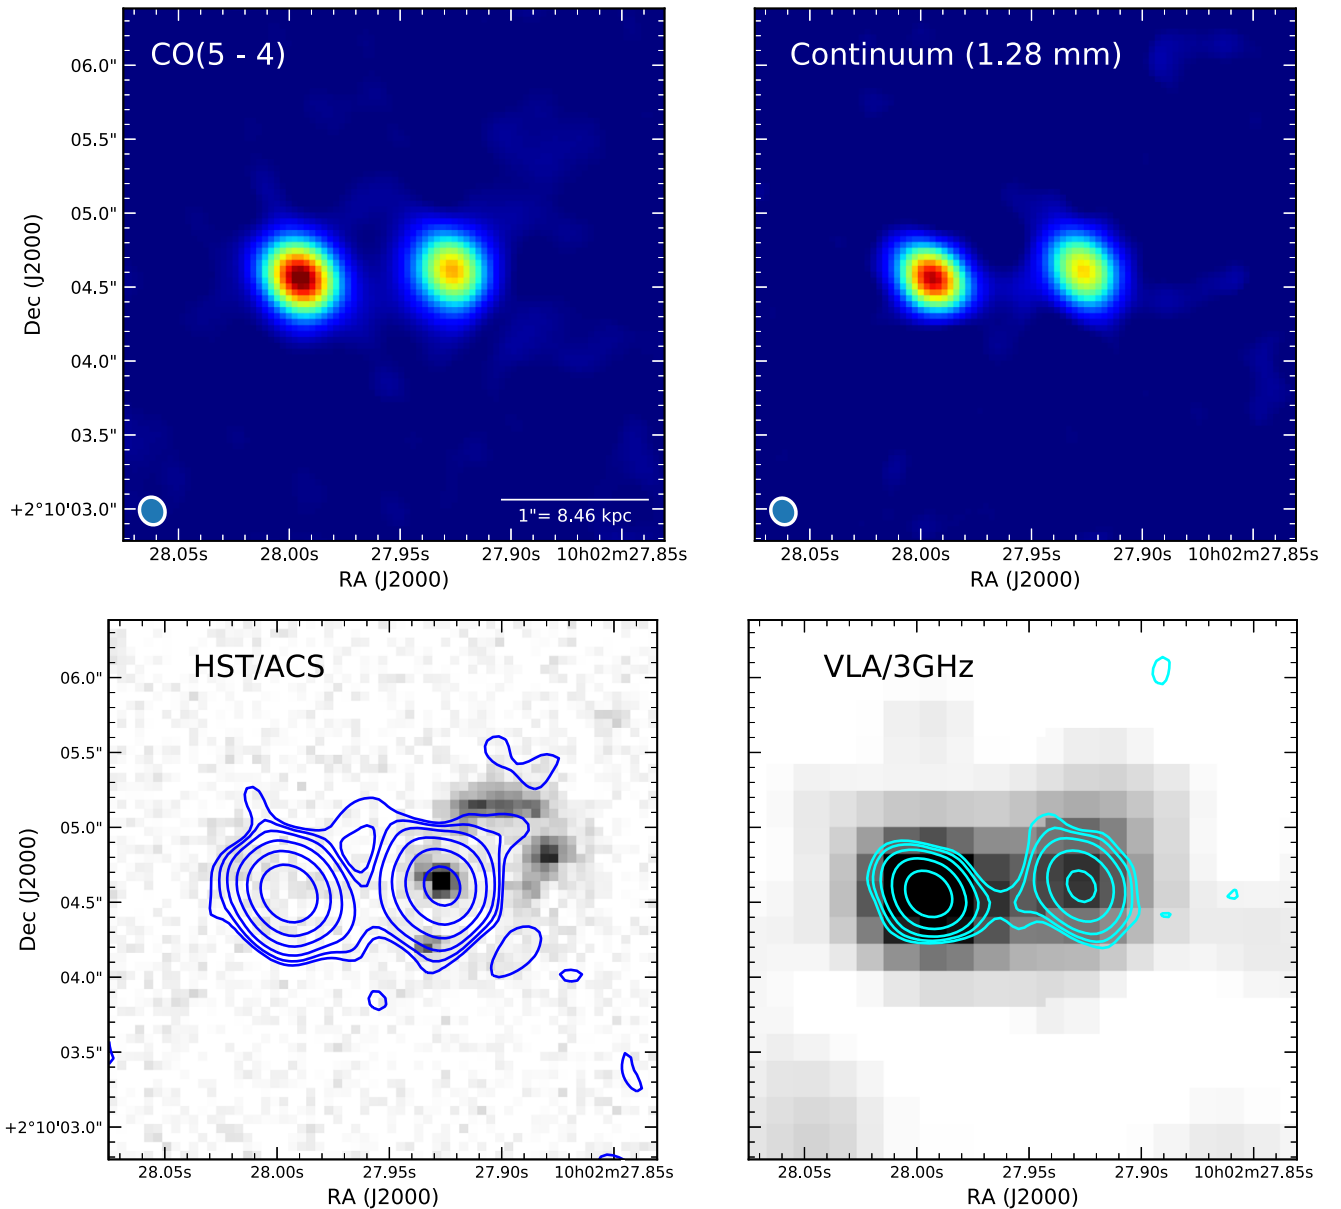 CO(5 - 4)
06.0"
05.5"
05.0"
04.5"
04.0"
03.5"
+2°10'03.0"
Dec (J2000)
1"= 8.46 kpc
28.05s 28.00s 27.95s 27.90s 10h02m27.85s
RA (J2000)
Continuum (1.28 mm)
28.05s 28.00s 27.95s 27.90s 10h02m27.85s
RA (J2000)
HST/ACS
06.0"
05.5"
05.0"
04.5"
04.0"
03.5"
+2°10'03.0"
Dec (J2000)
28.05s 28.00s 27.95s 27.90s 10h02m27.85s
RA (J2000)
VLA/3GHz
28.05s 28.00s 27.95s 27.90s 10h02m27.85s
RA (J2000)